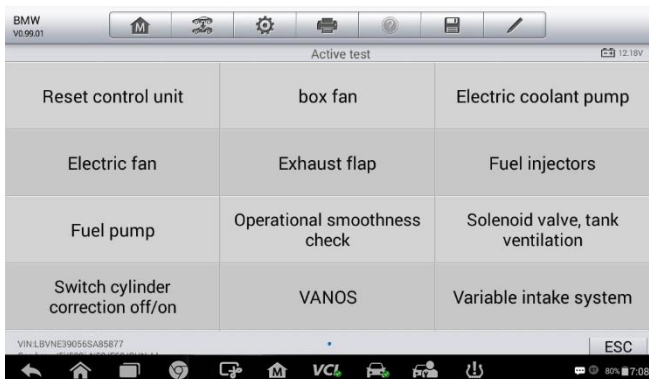 BMW
V0.99.01
M
Active test
12.18V
Reset control unit
box fan
Electric coolant pump
Electric fan
Exhaust flap
Fuel injectors
Fuel pump
Operational smoothness
check
Solenoid valve, tank
ventilation
Switch cylinder
correction off/on
VANOS
Variable intake system
VIN:LBVNE39056SA85877
ESC
M
VCI
80%
7:08